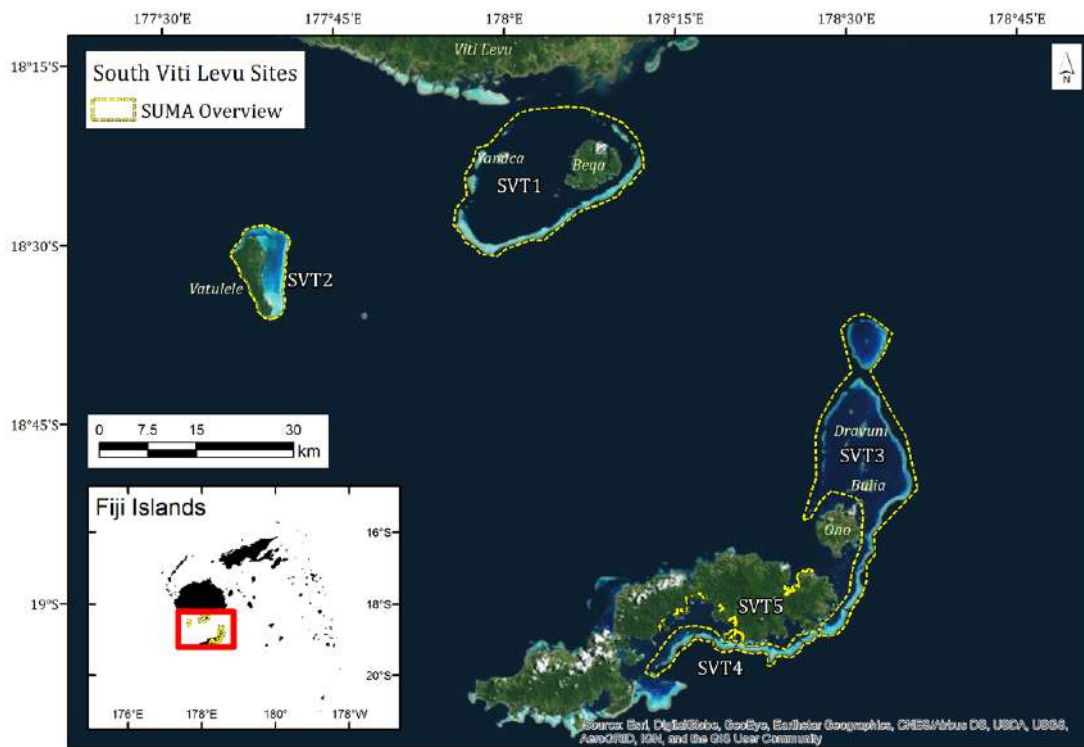 177°30'E 177°45'E 178°0'E 178°15'E 178°30'E 178°45'E
18°15'S
18°30'S
18°45'S
19°S
South Viti Levu Sites
SUMA Overview
Viti Levu
N
Yanuca
Beqa
SVT1
SVT2
Vatulele
Dravuni
SVT3
Bulia
Ono
SVT5
SVT4
0 7.5 15 30
km
Fiji Islands
16°S
18°S
20°S
176°E 178°E 180° 178°W
Source: Esri, DigitalGlobe, GeoEye, Earthstar Geographics, CNES/Airbus DS, USDA, USGS,
AeroGRID, IGN, and the GIS User Community